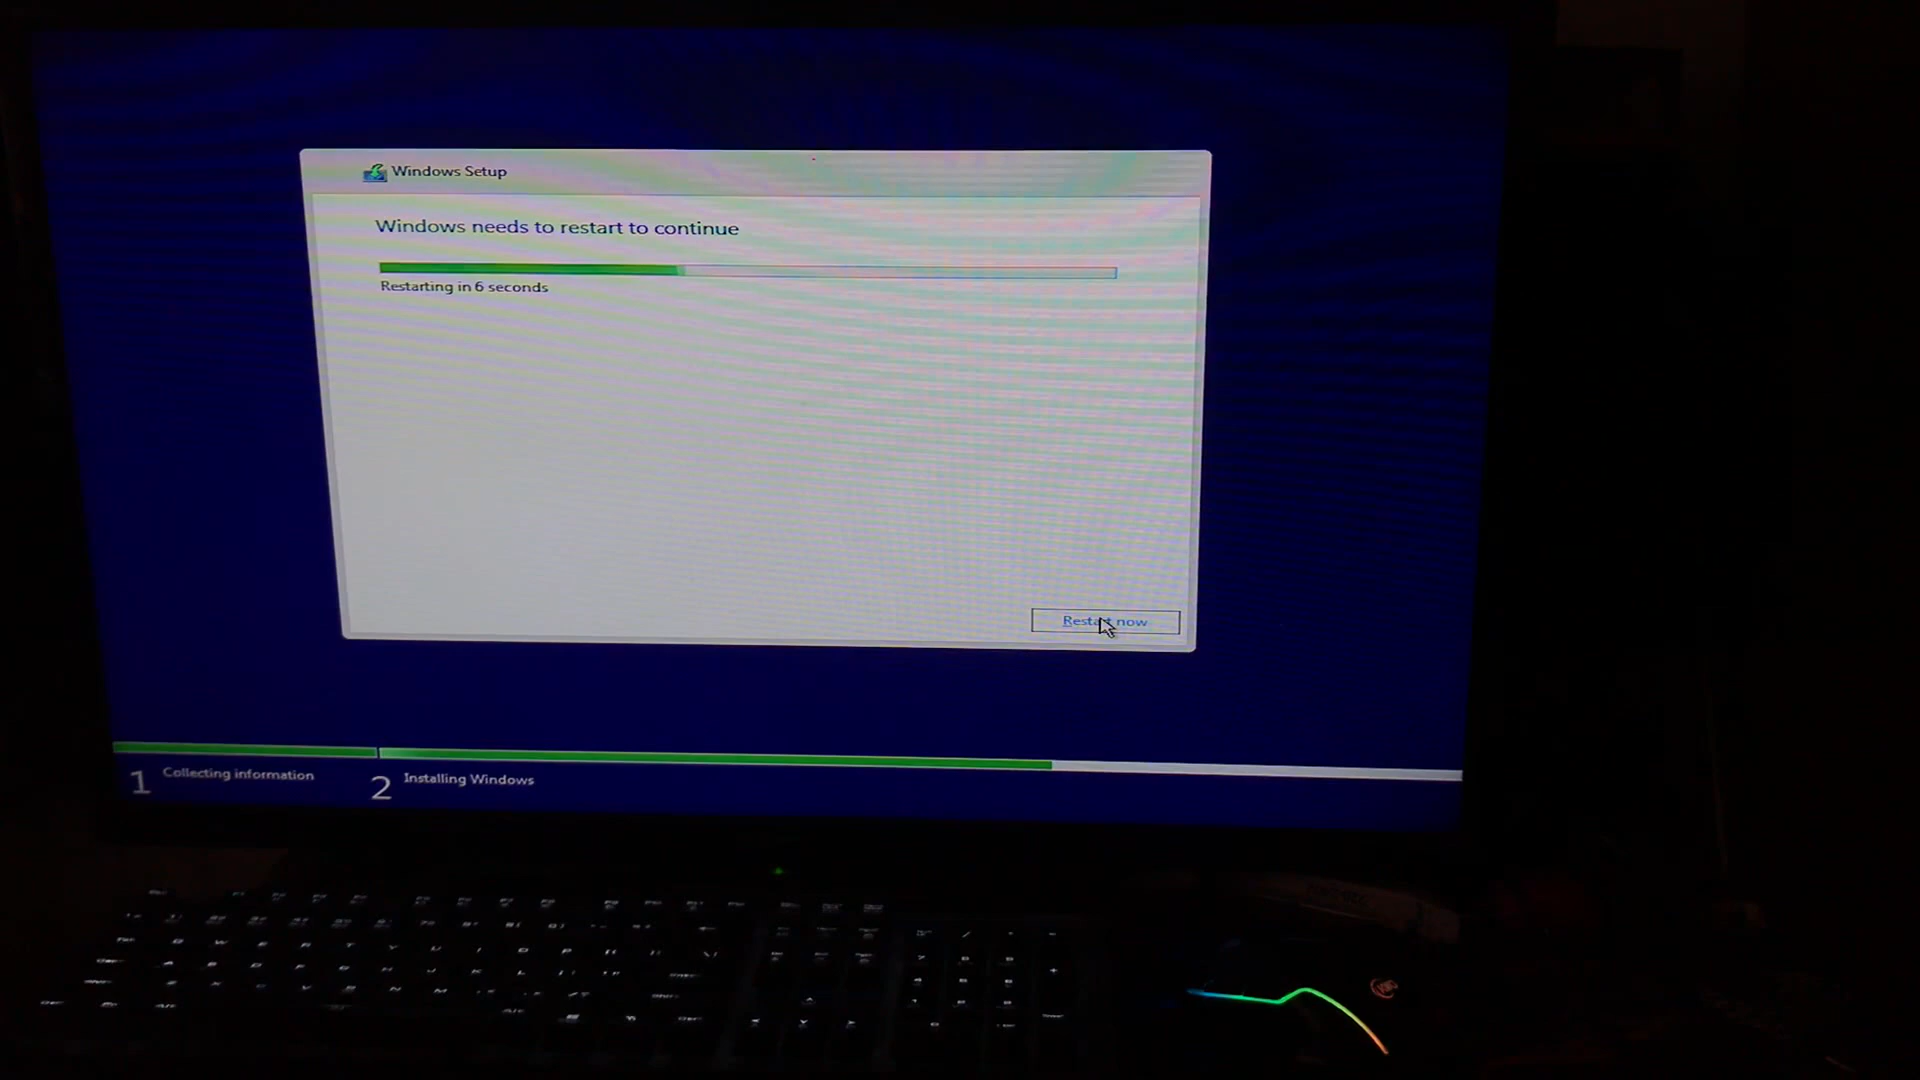 Windows Setup
Windows needs to restart to continue
Restarting in 6 seconds
Restart now
1 Collecting information
2 Installing Windows